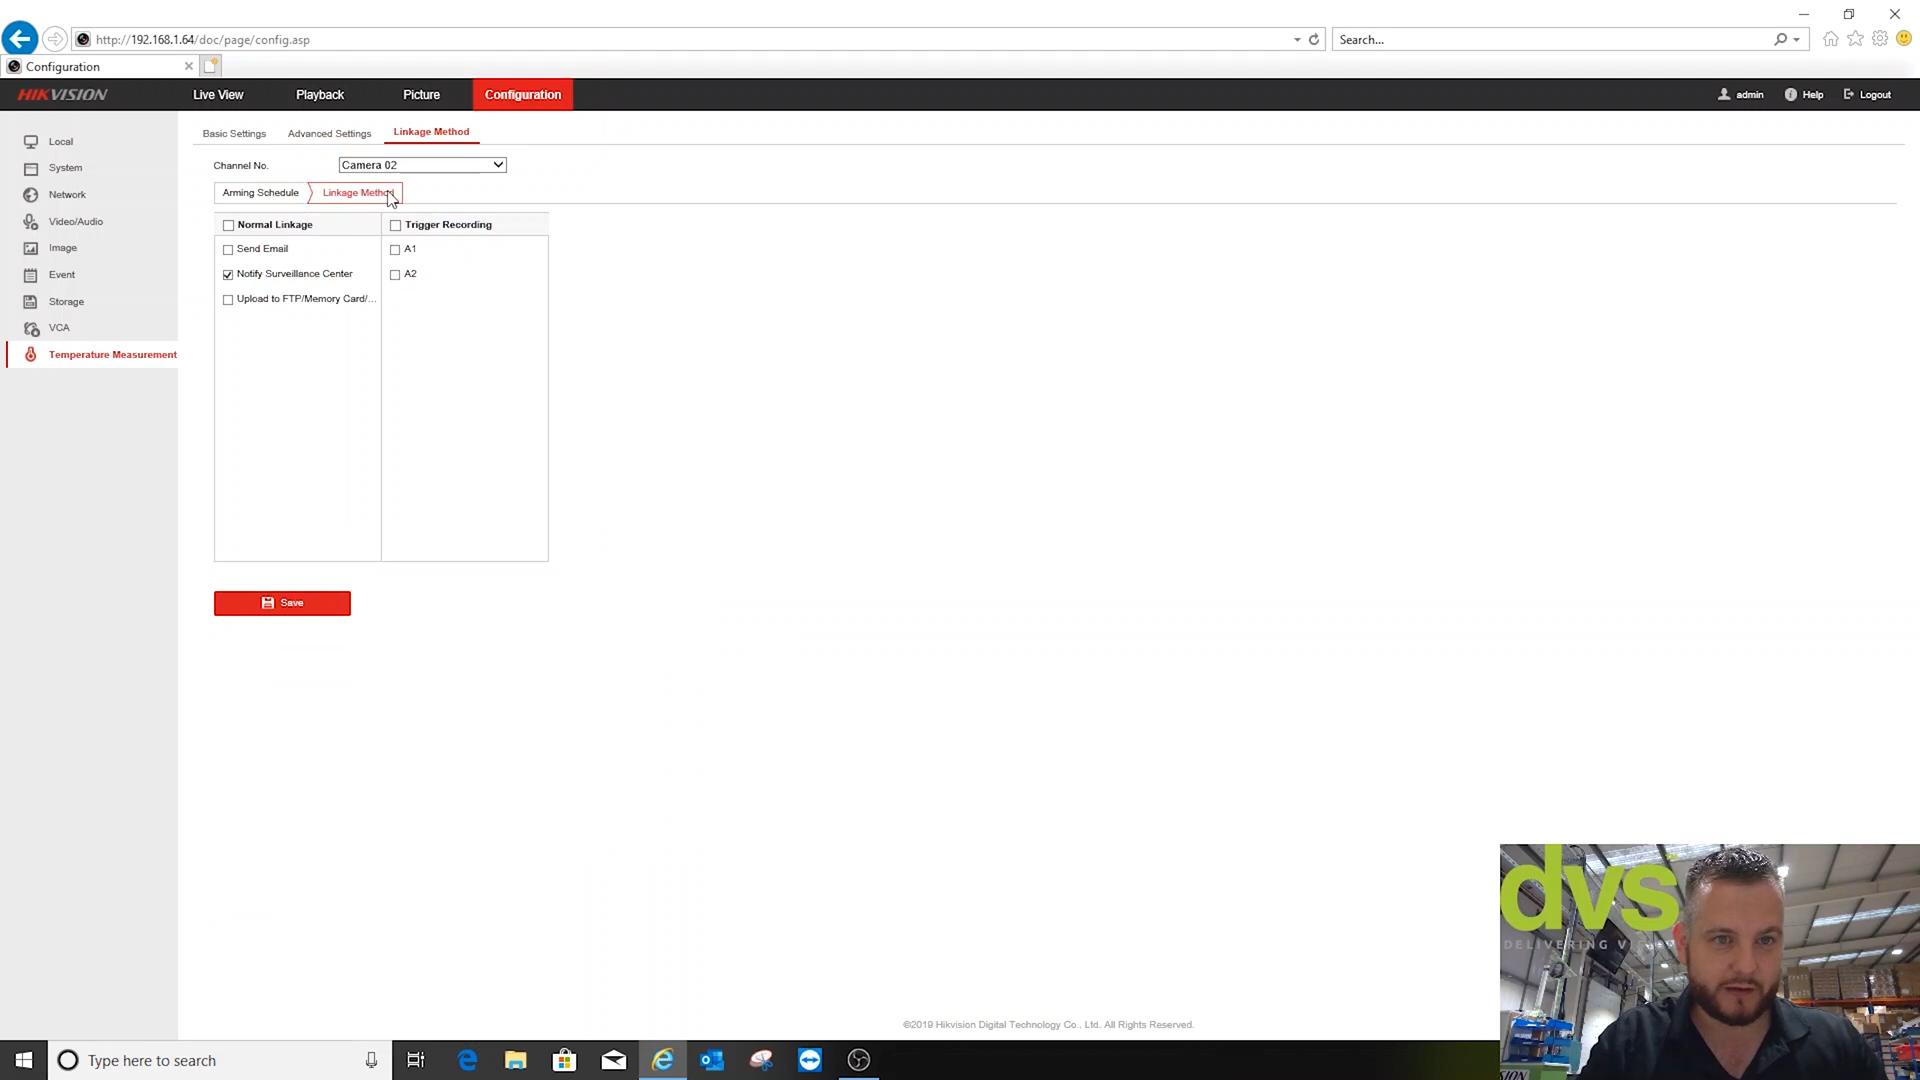 http://192.168.1.64/doc/page/config.asp
Search...
Configuration
HIKVISION
Live View
Playback
Picture
Configuration
admin
Help
Logout
Local
System
Network
Video/Audio
Image
Event
Storage
VCA
Temperature Measurement
Basic Settings
Advanced Settings
Linkage Method
Channel No.
Camera 02
Arming Schedule
Linkage Method
Normal Linkage
Trigger Recording
Send Email
A1
Notify Surveillance Center
A2
Upload to FTP/Memory Card/...
Save
dvs
DELIVERING
©2019 Hikvision Digital Technology Co., Ltd. All Rights Reserved.
Type here to search